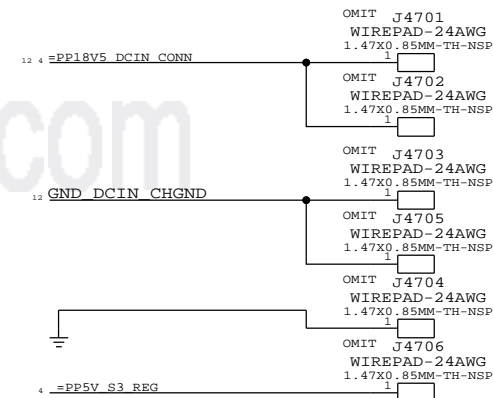 OMIT J4701
WIREPAD-24AWG
1.47X0.85MM-TH-NSP
12 4 =PP18V5_DCIN_CONN 1
OMIT J4702
WIREPAD-24AWG
1.47X0.85MM-TH-NSP
1
com
OMIT J4703
WIREPAD-24AWG
1.47X0.85MM-TH-NSP
12 GND_DCIN_CHGND 1
OMIT J4705
WIREPAD-24AWG
1.47X0.85MM-TH-NSP
1
OMIT J4704
WIREPAD-24AWG
1.47X0.85MM-TH-NSP
1
OMIT J4706
WIREPAD-24AWG
1.47X0.85MM-TH-NSP
4 =PP5V_S3_REG 1